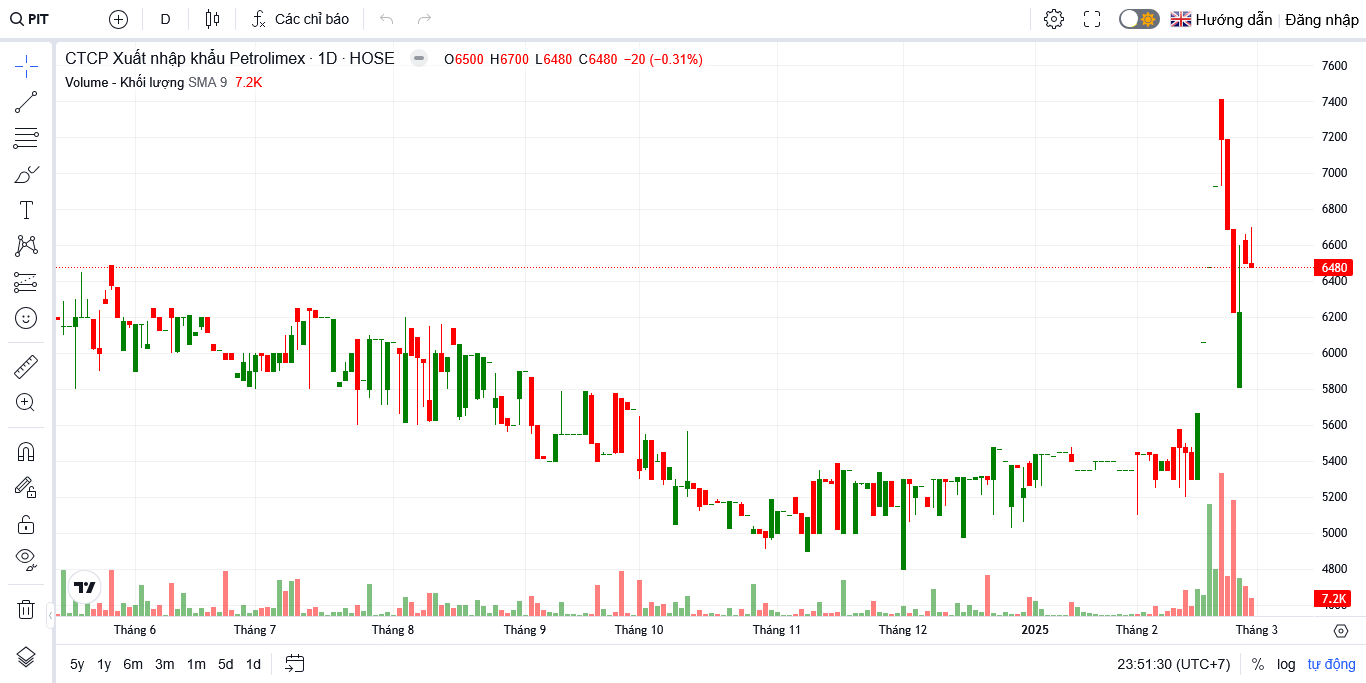 PIT
D
Các chỉ báo
Hướng dẫn
Đăng nhập
CTCP Xuất nhập khẩu Petrolimex · 1D · HOSE
O6500 H6700 L6480 C6480 −20 (−0.31%)
Volume - Khối lượng SMA 9 7.2K
7600
7400
7200
7000
6800
6600
6480
6400
6200
6000
5800
5600
5400
5200
5000
4800
7.2K
Tháng 6 Tháng 7 Tháng 8 Tháng 9 Tháng 10 Tháng 11 Tháng 12 2025 Tháng 2 Tháng 3
5y 1y 6m 3m 1m 5d 1d
23:51:30 (UTC+7) % log tự động